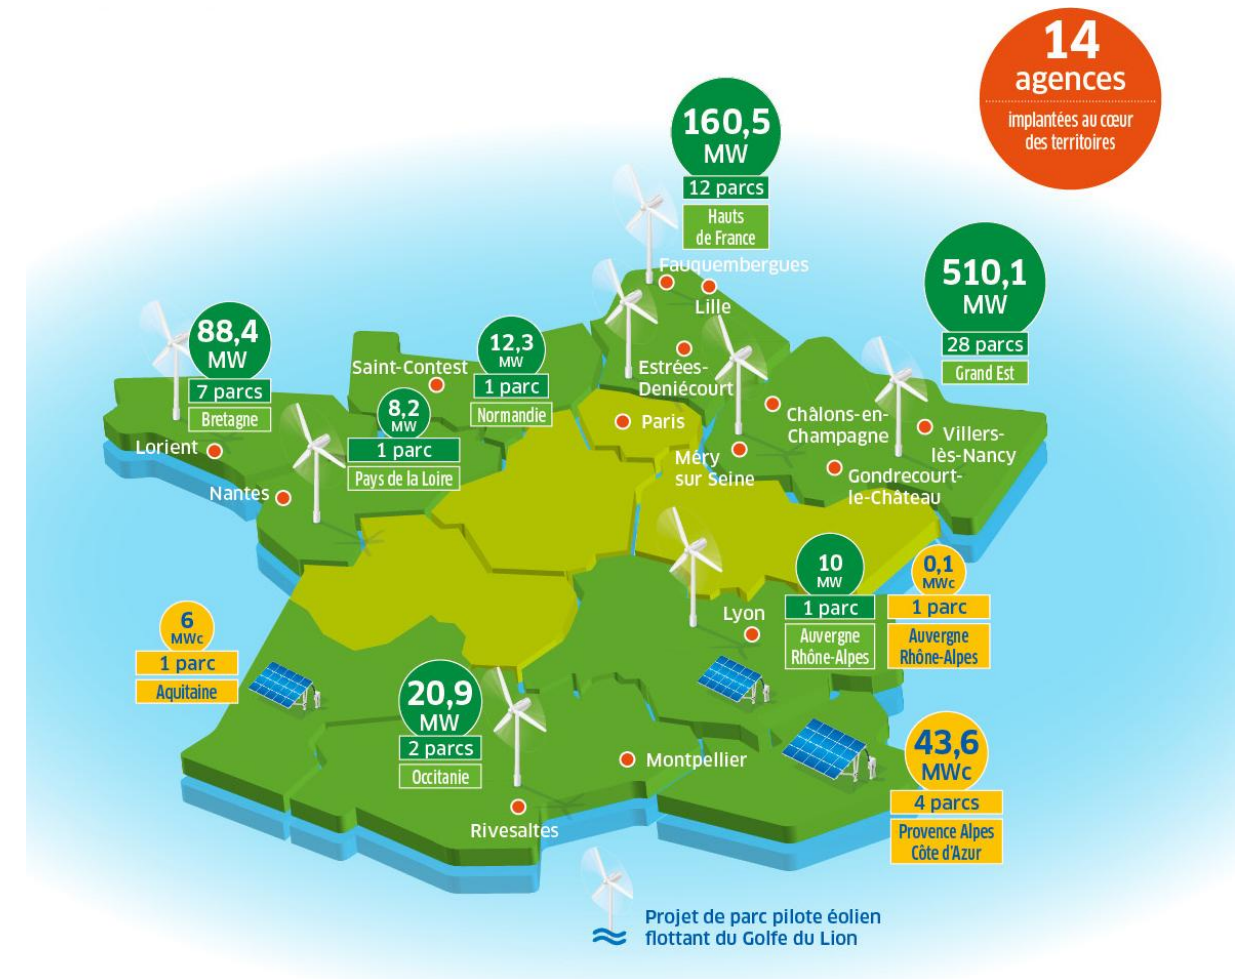 14
agences
implantées au cœur
des territoires
160,5
MW
12 parcs
Hauts
de France
Fauquembergues
Lille
510,1
MW
28 parcs
Grand Est
88,4
MW
7 parcs
Bretagne
Saint-Contest
12,3
MW
1 parc
Normandie
Estrées-
Deniécourt
8,2
MW
1 parc
Pays de la Loire
Paris
Châlons-en-
Champagne
Villers-
lès-Nancy
Lorient
Nantes
Méry
sur Seine
Gondrecourt-
le-Château
10
MW
1 parc
Auvergne
Rhône-Alpes
0,1
MWc
1 parc
Auvergne
Rhône-Alpes
Lyon
6
MWc
1 parc
Aquitaine
20,9
MW
2 parcs
Occitanie
Montpellier
43,6
MWc
4 parcs
Provence Alpes
Côte d'Azur
Rivesaltes
Projet de parc pilote éolien
flottant du Golfe du Lion